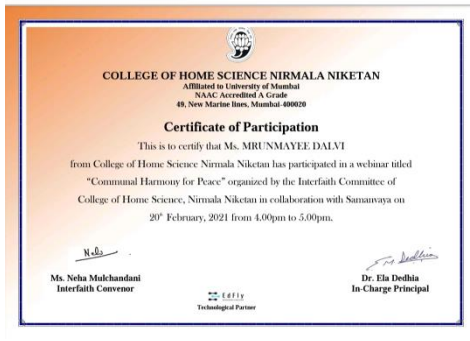 COLLEGE OF HOME SCIENCE NIRMALA NIKETAN
Affiliated to University of Mumbai
NAAC Accredited A Grade
49, New Marine lines, Mumbai-400020
Certificate of Participation
This is to certify that Ms. MRUNMAYEE DALVI
from College of Home Science Nirmala Niketan has participated in a webinar titled
“Communal Harmony for Peace” organized by the Interfaith Committee of
College of Home Science, Nirmala Niketan in collaboration with Samanvaya on
20th February, 2021 from 4.00pm to 5.00pm.
Ms. Neha Mulchandani
Interfaith Convenor
Dr. Ela Dedhia
In-Charge Principal
EdFly
Technological Partner